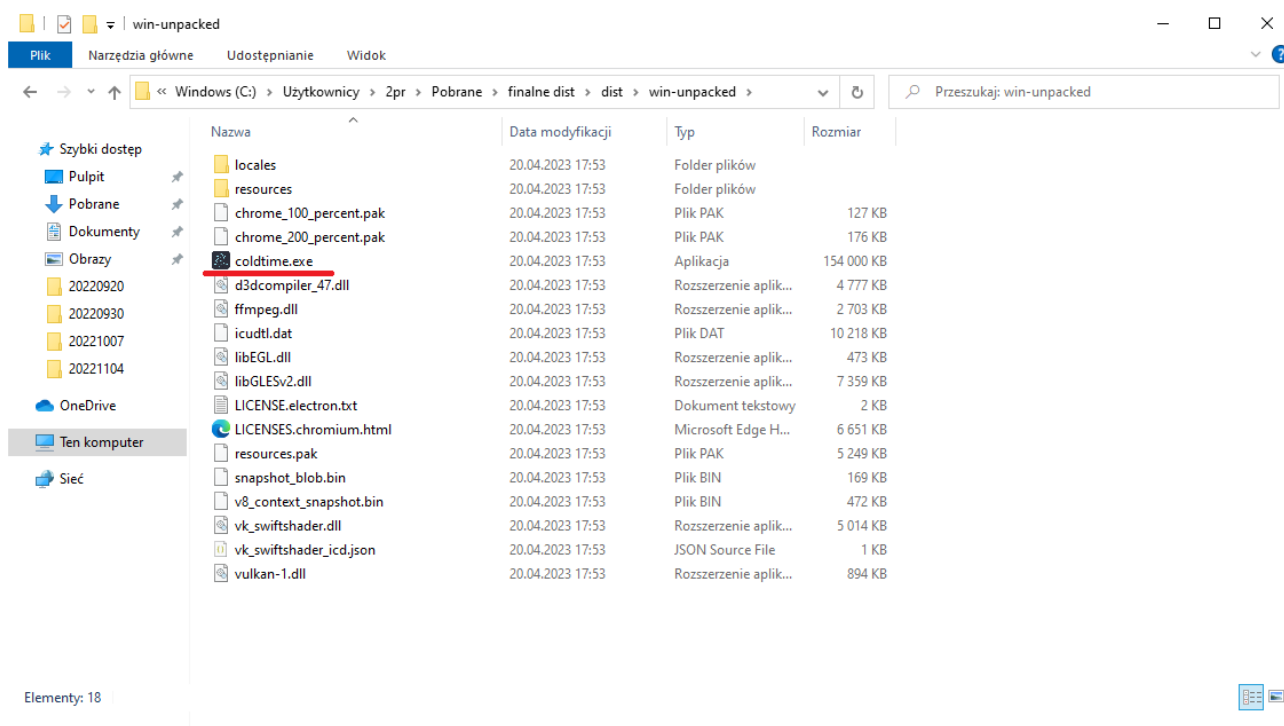 win-unpacked
Plik Narzędzia główne Udostępnianie Widok
« Windows (C:) > Użytkownicy > 2pr > Pobrane > finalne dist > dist > win-unpacked >
Przeszukaj: win-unpacked
Szybki dostęp
Pulpit
Pobrane
Dokumenty
Obrazy
20220920
20220930
20221007
20221104
OneDrive
Ten komputer
Sieć
Nazwa Data modyfikacji Typ Rozmiar
locales 20.04.2023 17:53 Folder plików
resources 20.04.2023 17:53 Folder plików
chrome_100_percent.pak 20.04.2023 17:53 Plik PAK 127 KB
chrome_200_percent.pak 20.04.2023 17:53 Plik PAK 176 KB
coldtime.exe 20.04.2023 17:53 Aplikacja 154 000 KB
d3dcompiler_47.dll 20.04.2023 17:53 Rozszerzenie aplik... 4 777 KB
ffmpeg.dll 20.04.2023 17:53 Rozszerzenie aplik... 2 703 KB
icudtl.dat 20.04.2023 17:53 Plik DAT 10 218 KB
libEGL.dll 20.04.2023 17:53 Rozszerzenie aplik... 473 KB
libGLESv2.dll 20.04.2023 17:53 Rozszerzenie aplik... 7 359 KB
LICENSE.electron.txt 20.04.2023 17:53 Dokument tekstowy 2 KB
LICENSES.chromium.html 20.04.2023 17:53 Microsoft Edge H... 6 651 KB
resources.pak 20.04.2023 17:53 Plik PAK 5 249 KB
snapshot_blob.bin 20.04.2023 17:53 Plik BIN 169 KB
v8_context_snapshot.bin 20.04.2023 17:53 Plik BIN 472 KB
vk_swiftshader.dll 20.04.2023 17:53 Rozszerzenie aplik... 5 014 KB
vk_swiftshader_icd.json 20.04.2023 17:53 JSON Source File 1 KB
vulkan-1.dll 20.04.2023 17:53 Rozszerzenie aplik... 894 KB
Elementy: 18